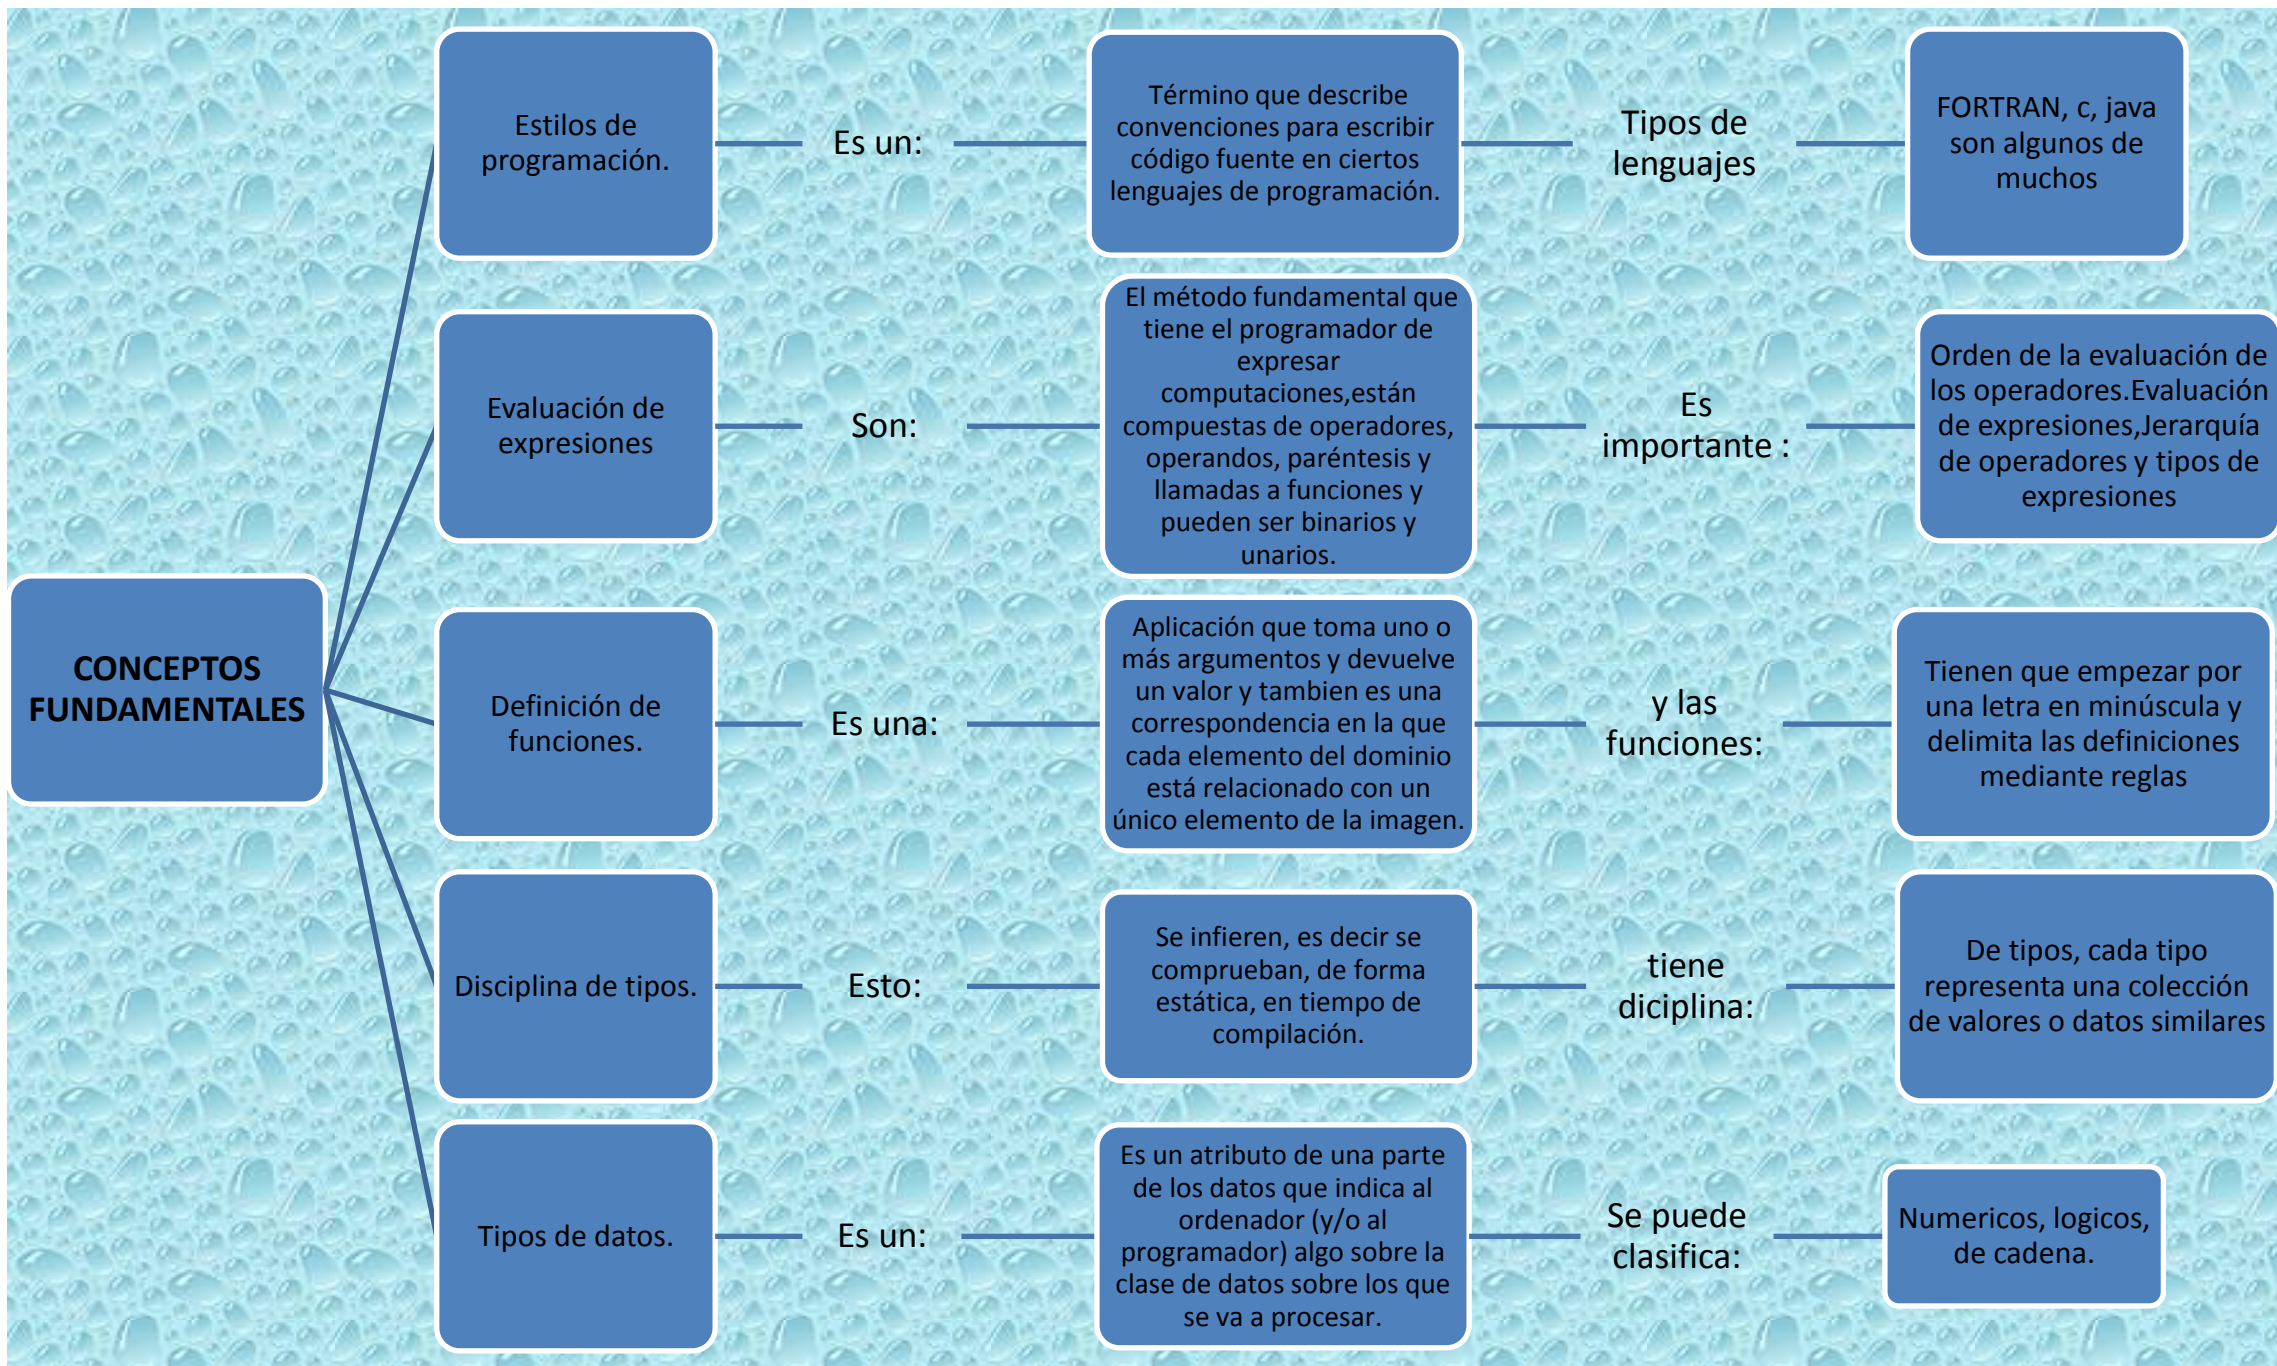 CONCEPTOS
FUNDAMENTALES
Estilos de
programación.
Es un:
Término que describe
convenciones para escribir
código fuente en ciertos
lenguajes de programación.
Tipos de
lenguajes
FORTRAN, c, java
son algunos de
muchos
Evaluación de
expresiones
Son:
El método fundamental que
tiene el programador de
expresar
computaciones,están
compuestas de operadores,
operandos, paréntesis y
llamadas a funciones y
pueden ser binarios y
unarios.
Es
importante :
Orden de la evaluación de
los operadores.Evaluación
de expresiones,Jerarquía
de operadores y tipos de
expresiones
Definición de
funciones.
Es una:
Aplicación que toma uno o
más argumentos y devuelve
un valor y tambien es una
correspondencia en la que
cada elemento del dominio
está relacionado con un
único elemento de la imagen.
y las
funciones:
Tienen que empezar por
una letra en minúscula y
delimita las definiciones
mediante reglas
Disciplina de tipos.
Esto:
Se infieren, es decir se
comprueban, de forma
estática, en tiempo de
compilación.
tiene
diciplina:
De tipos, cada tipo
representa una colección
de valores o datos similares
Tipos de datos.
Es un:
Es un atributo de una parte
de los datos que indica al
ordenador (y/o al
programador) algo sobre la
clase de datos sobre los que
se va a procesar.
Se puede
clasifica:
Numericos, logicos,
de cadena.